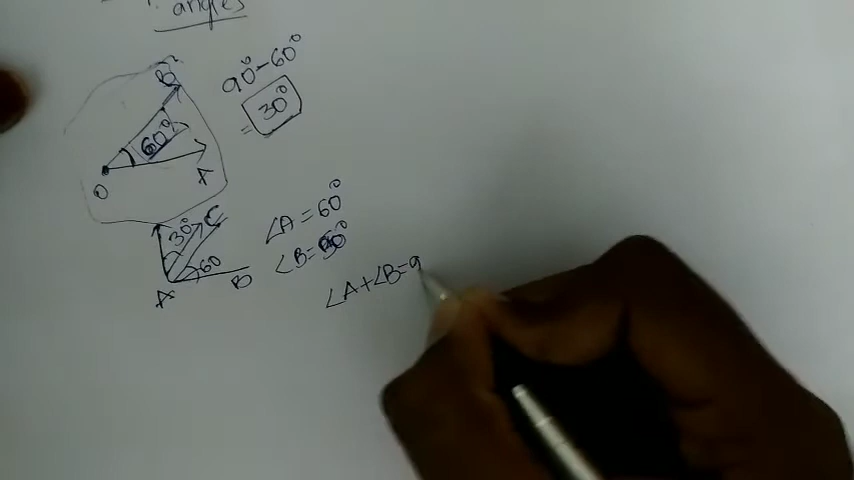 angles
90° - 60°
= 30°
B
60°
O
A
30°
C
60
A
B
∠A = 60°
∠B = 30°
∠A + ∠B = 9